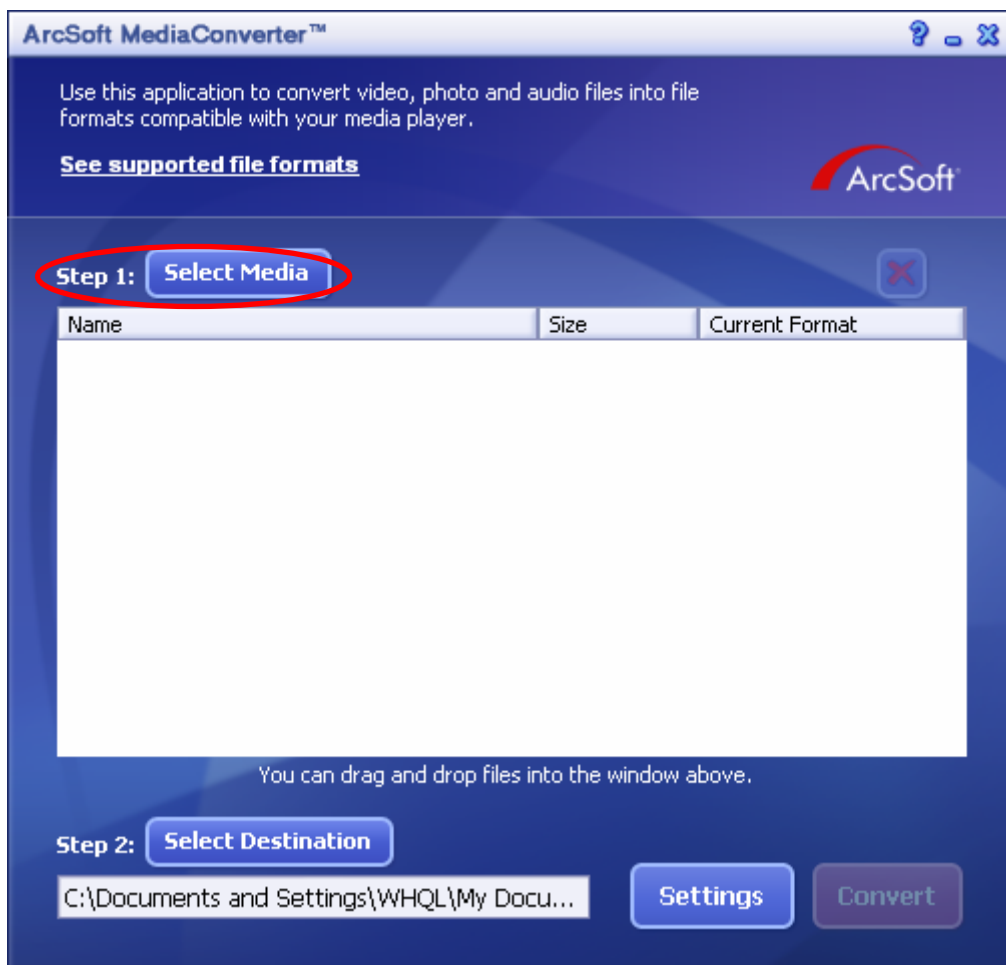 ArcSoft MediaConverter™
Use this application to convert video, photo and audio files into file
formats compatible with your media player.
See supported file formats
ArcSoft
Step 1: Select Media
Name Size Current Format
You can drag and drop files into the window above.
Step 2: Select Destination
C:\Documents and Settings\WHQL\My Docu...
Settings Convert